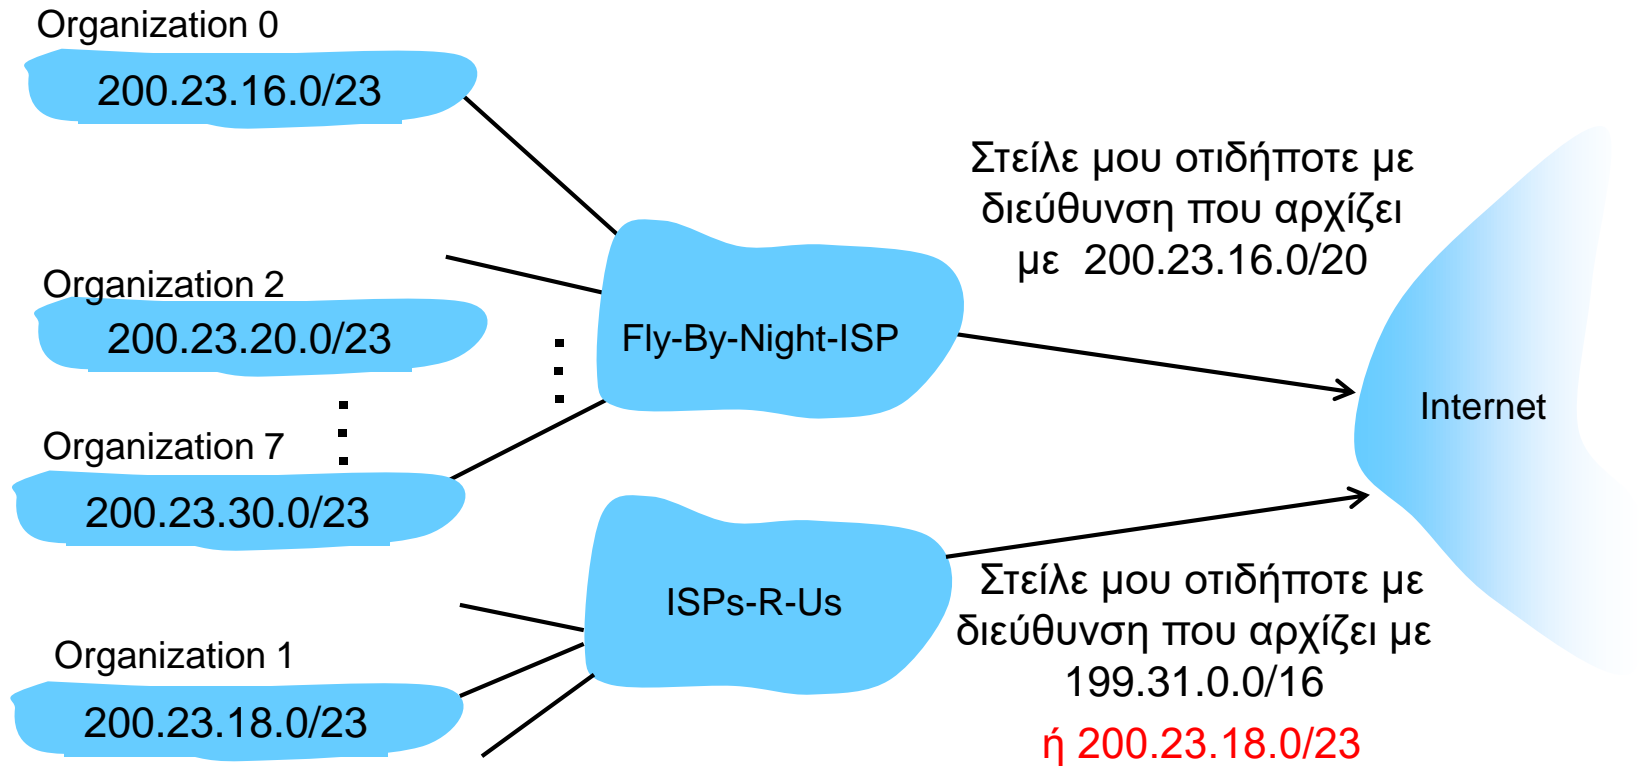 Organization 0
200.23.16.0/23
Στείλε μου οτιδήποτε με
διεύθυνση που αρχίζει
με 200.23.16.0/20
Organization 2
200.23.20.0/23
Fly-By-Night-ISP
Internet
Organization 7
200.23.30.0/23
ISPs-R-Us
Στείλε μου οτιδήποτε με
διεύθυνση που αρχίζει με
199.31.0.0/16
ή 200.23.18.0/23
Organization 1
200.23.18.0/23